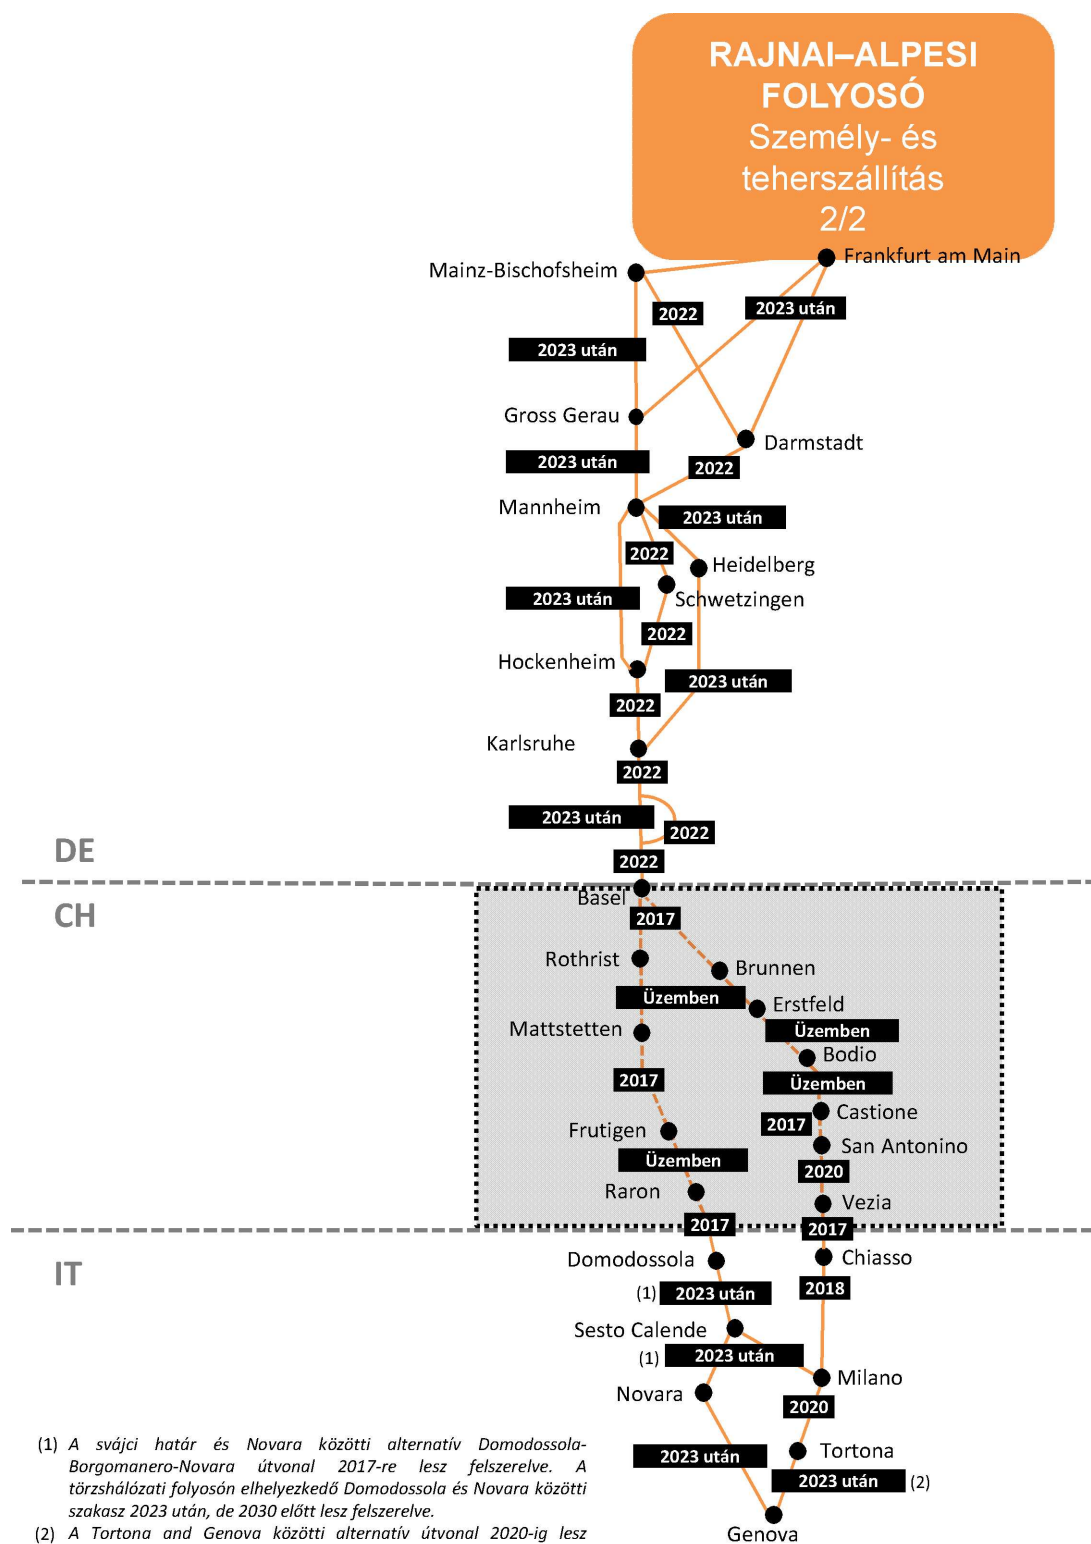 RAJNAI–ALPESI
FOLYOSÓ
Személy- és
teherszállítás
2/2
Frankfurt am Main
Mainz-Bischofsheim
2022
2023 után
2023 után
Gross Gerau
Darmstadt
2023 után
2022
Mannheim
2023 után
2022
Heidelberg
2023 után
Schwetzingen
2022
Hockenheim
2023 után
2022
Karlsruhe
2022
2023 után
2022
DE
2022
Basel
CH
2017
Rothrist
Brunnen
Üzemben
Erstfeld
Mattstetten
Üzemben
Bodio
2017
Üzemben
Castione
2017
Frutigen
San Antonino
Üzemben
2020
Raron
Vezia
2017
2017
Domodossola
Chiasso
IT
(1) 2023 után
2018
Sesto Calende
(1) 2023 után
Milano
Novara
2020
Tortona
2023 után
2023 után (2)
Genova
(1) A svájci határ és Novara közötti alternatív Domodossola-
Borgomanero-Novara útvonal 2017-re lesz felszerelve. A
törzshálózati folyosón elhelyezkedő Domodossola és Novara közötti
szakasz 2023 után, de 2030 előtt lesz felszerelve.
(2) A Tortona and Genova közötti alternatív útvonal 2020-ig lesz